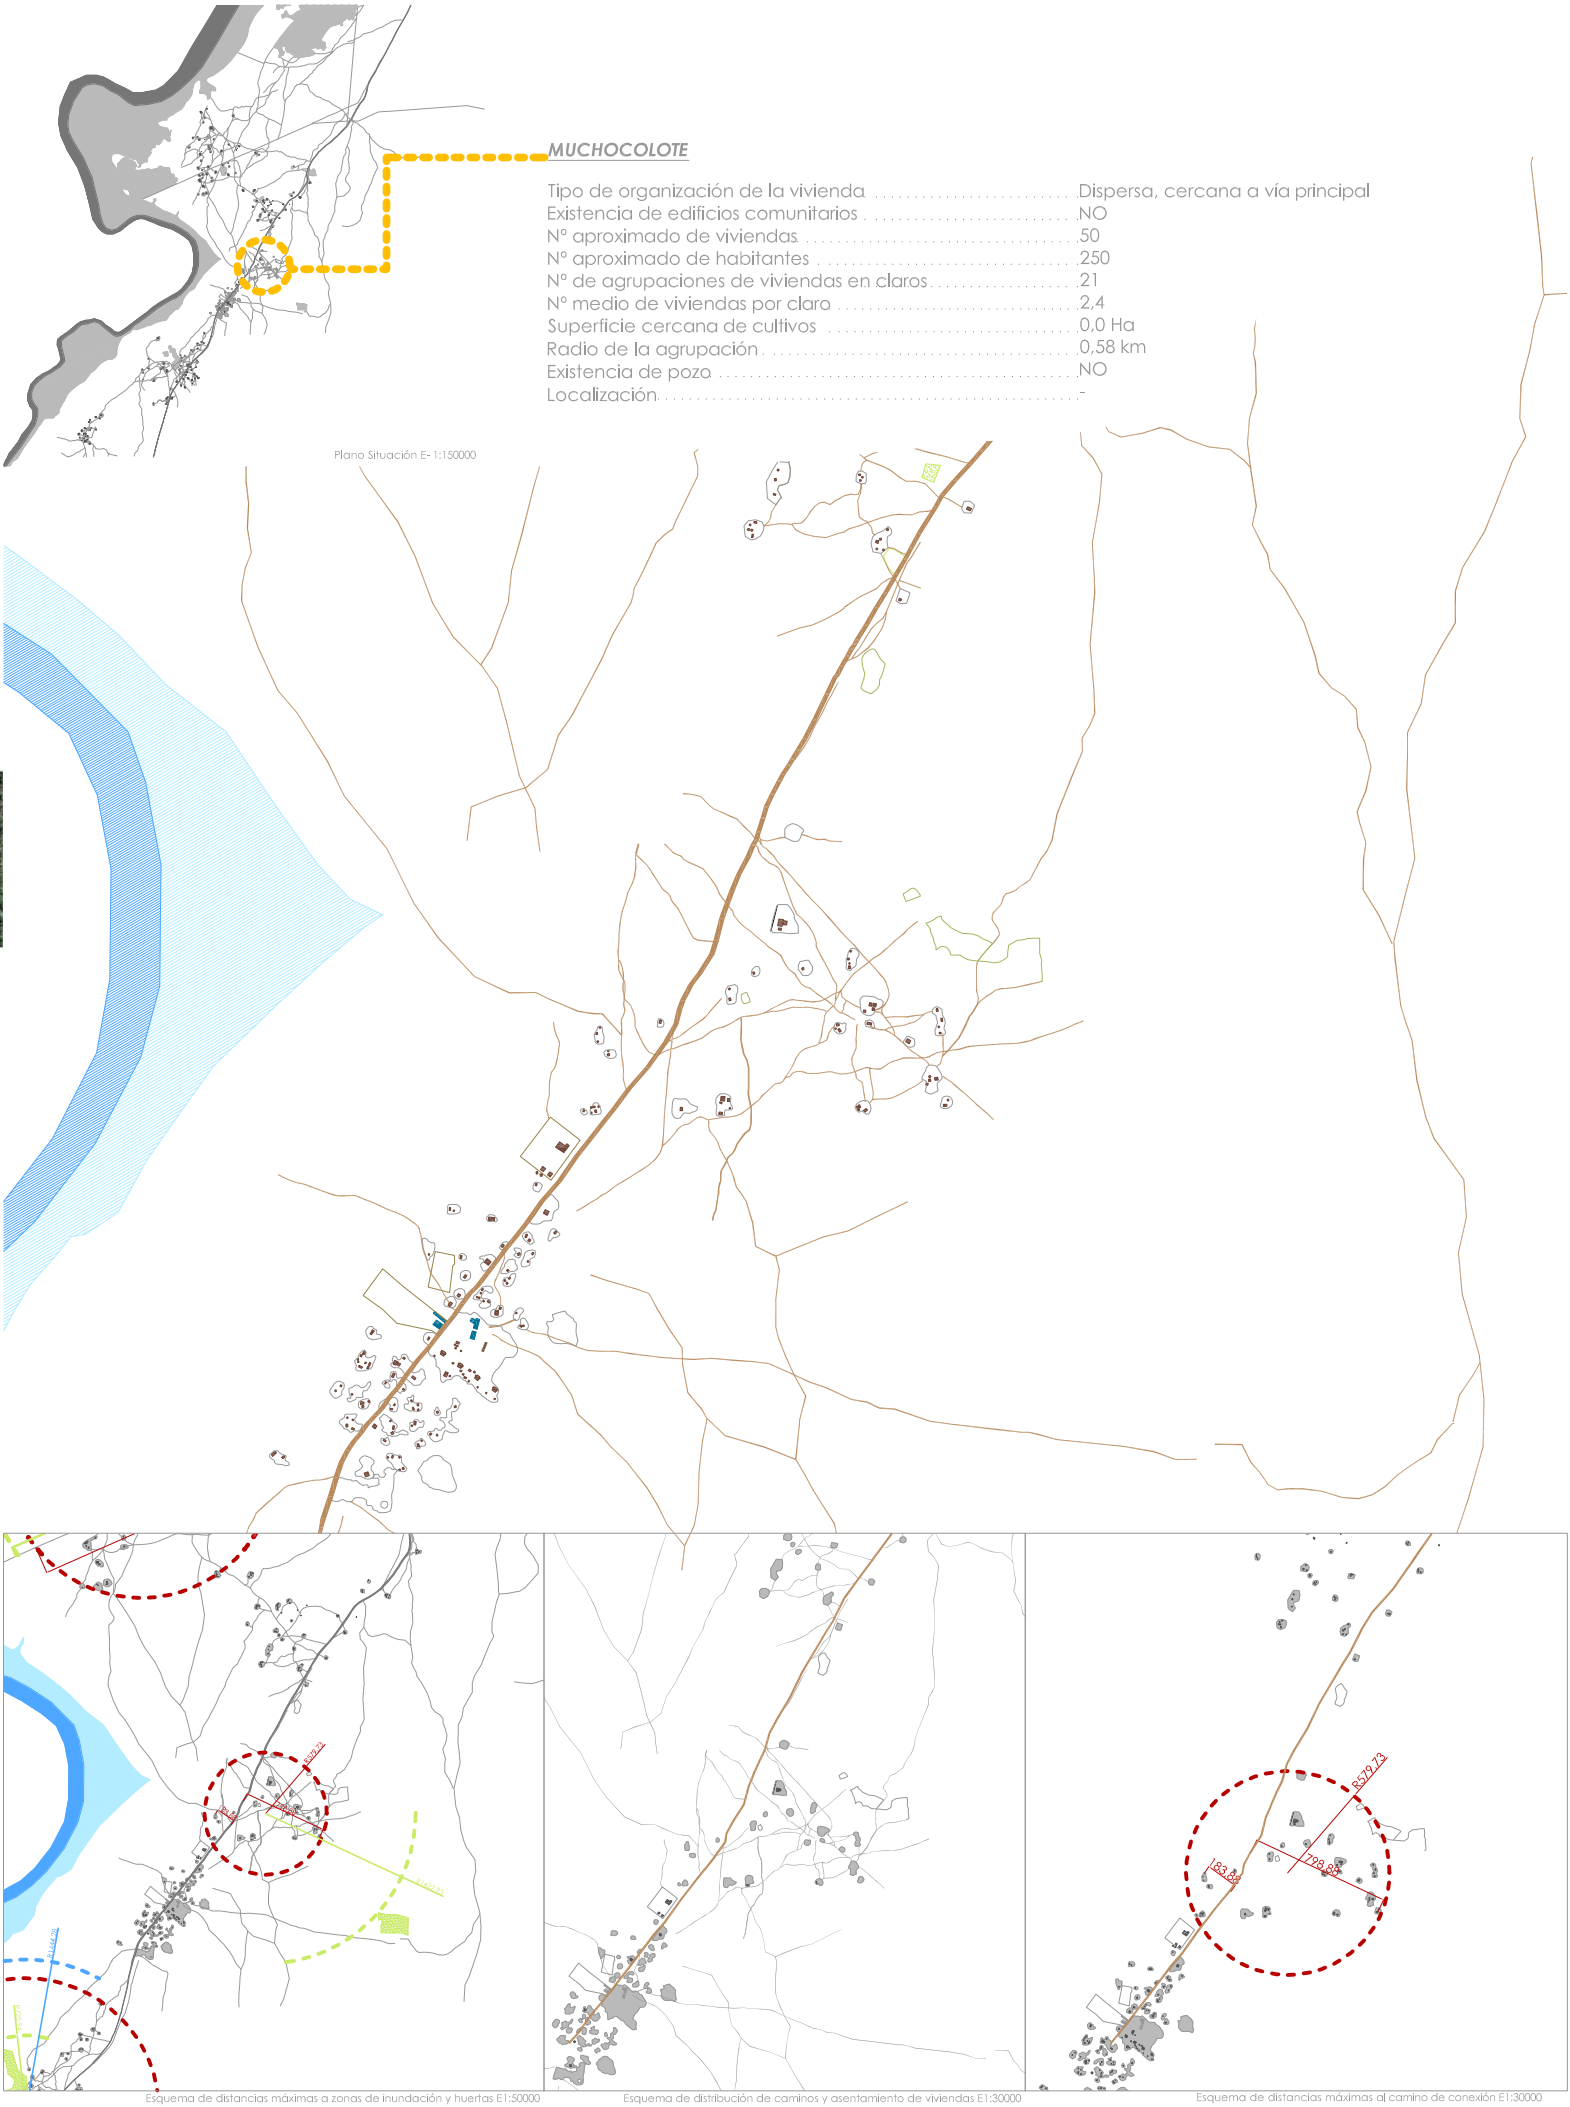 MUCHOCOLOTE
Tipo de organización de la vivienda ........................ Dispersa, cercana a vía principal
Existencia de edificios comunitarios ........................ NO
Nº aproximado de viviendas ........................ 50
Nº aproximado de habitantes ........................ 250
Nº de agrupaciones de viviendas en claros ........................ 21
Nº medio de viviendas por claro ........................ 2,4
Superficie cercana de cultivos ........................ 0,0 Ha
Radio de la agrupación ........................ 0,58 km
Existencia de pozo ........................ NO
Localización ........................ -
Plano Situación E- 1:150000
R579,73
R579,73
183,88
798,88
Esquema de distancias máximas a zonas de inundación y huertas E1:50000
Esquema de distribución de caminos y asentamiento de viviendas E1:30000
Esquema de distancias máximas al camino de conexión E1:30000